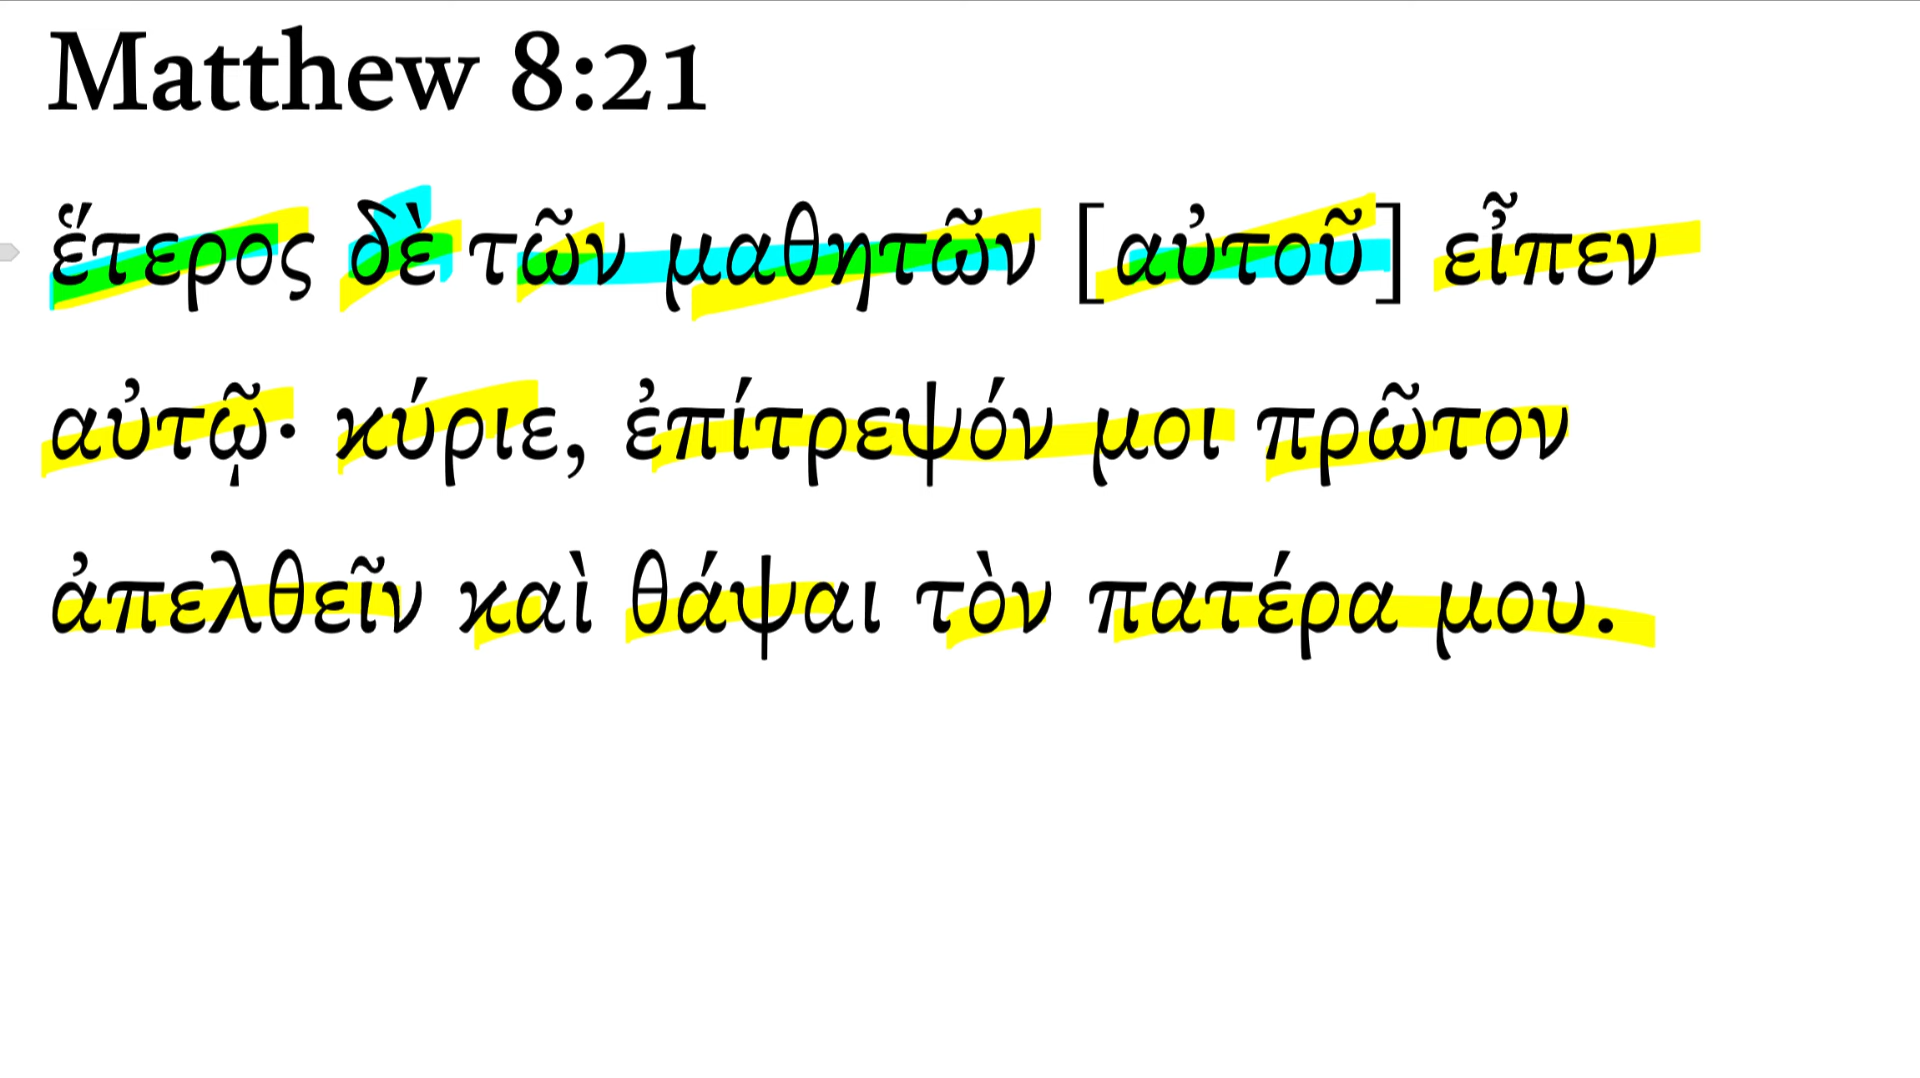 Matthew 8:21
ἕτερος δὲ τῶν μαθητῶν [αὐτοῦ] εἶπεν
αὐτῷ· κύριε, ἐπίτρεψόν μοι πρῶτον
ἀπελθεῖν καὶ θάψαι τὸν πατέρα μου.